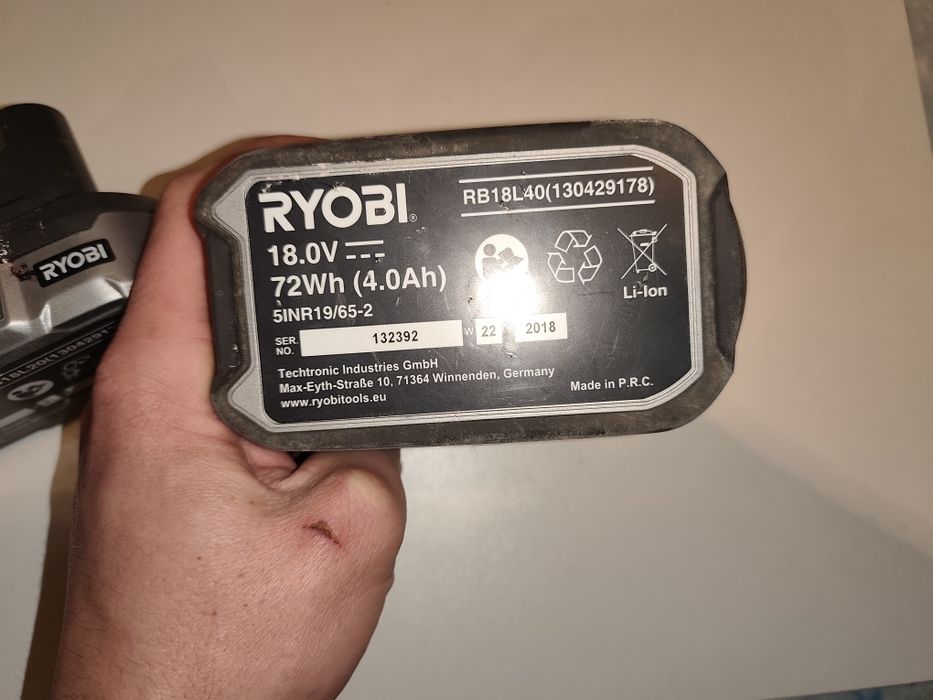 RYOBI®
RB18L40(130429178)
18.0V
72Wh (4.0Ah)
5INR19/65-2
Li-Ion
SER. NO. 132392 W 22 2018
Techtronic Industries GmbH
Max-Eyth-Straße 10, 71364 Winnenden, Germany
www.ryobitools.eu
Made in P.R.C.
RYOBI